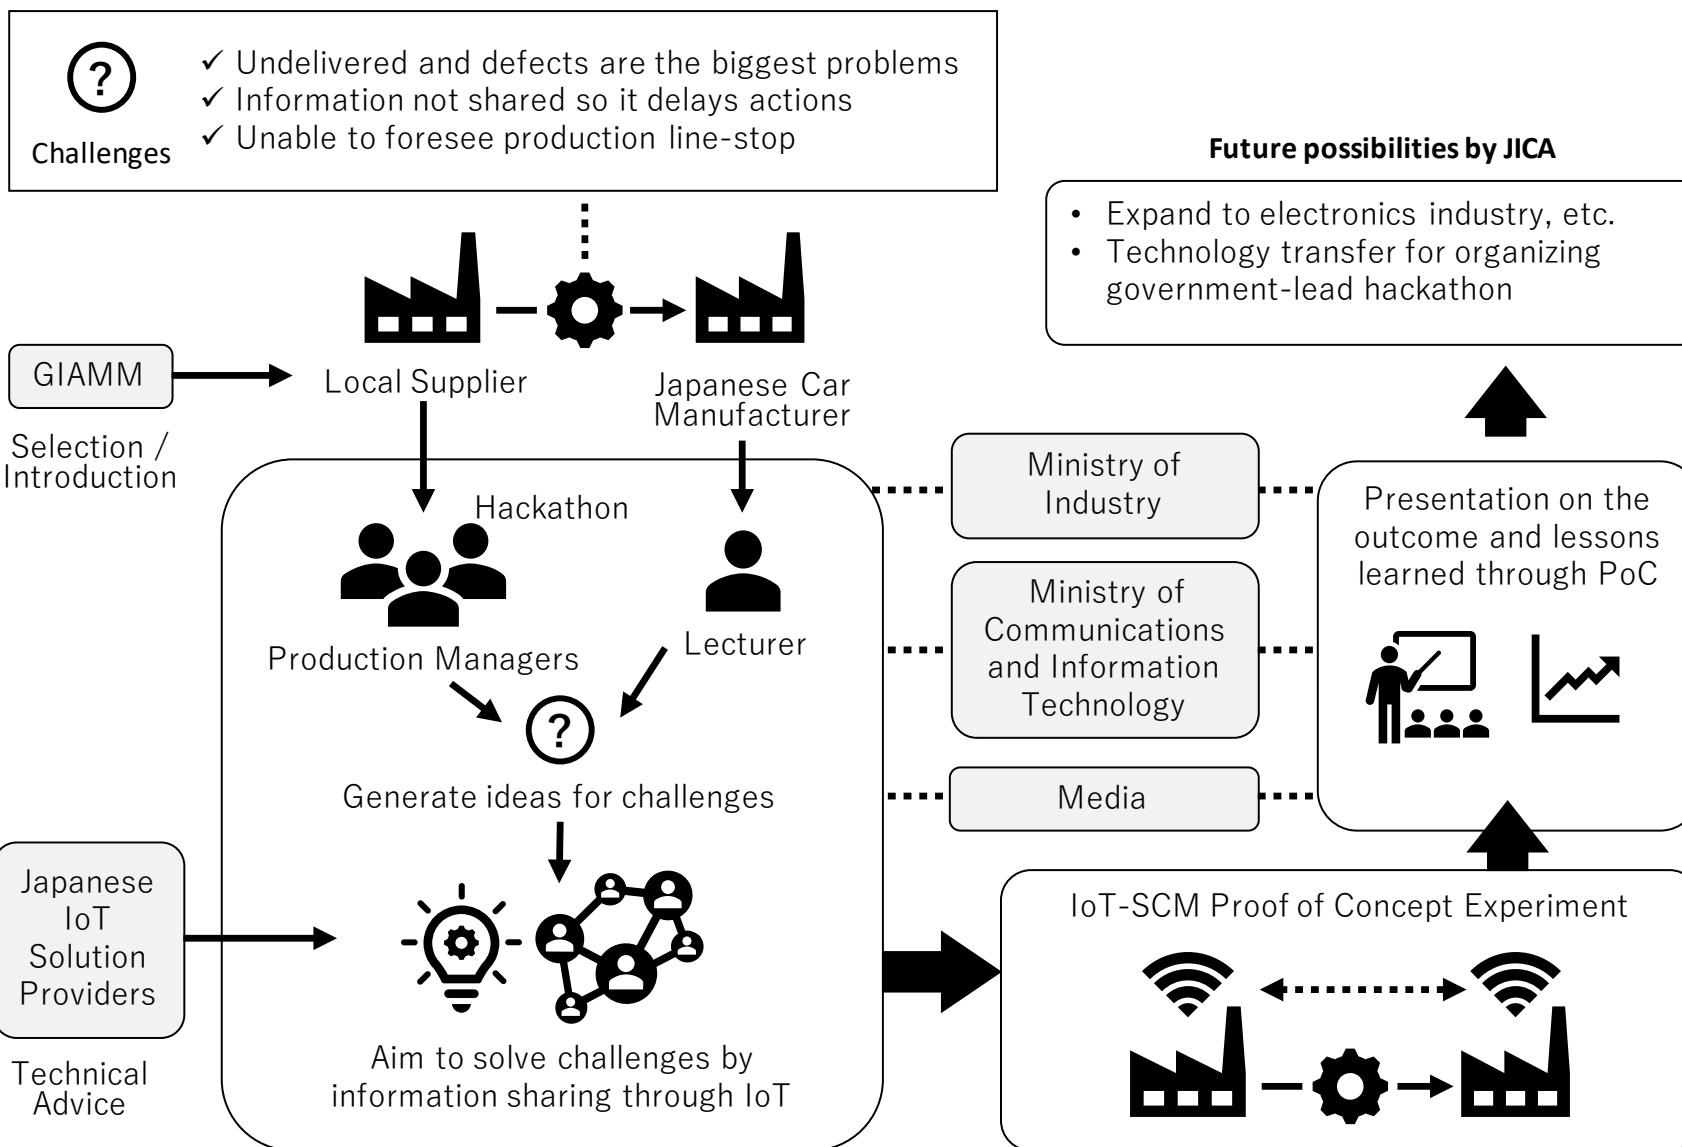 ✓ Undelivered and defects are the biggest problems
✓ Information not shared so it delays actions
✓ Unable to foresee production line-stop
?
Challenges
Future possibilities by JICA
• Expand to electronics industry, etc.
• Technology transfer for organizing
government-lead hackathon
GIAMM
Selection /
Introduction
Local Supplier
Japanese Car
Manufacturer
Hackathon
Production Managers
Lecturer
?
Generate ideas for challenges
Aim to solve challenges by
information sharing through IoT
Japanese
IoT
Solution
Providers
Technical
Advice
Ministry of
Industry
Ministry of
Communications
and Information
Technology
Media
Presentation on the
outcome and lessons
learned through PoC
IoT-SCM Proof of Concept Experiment